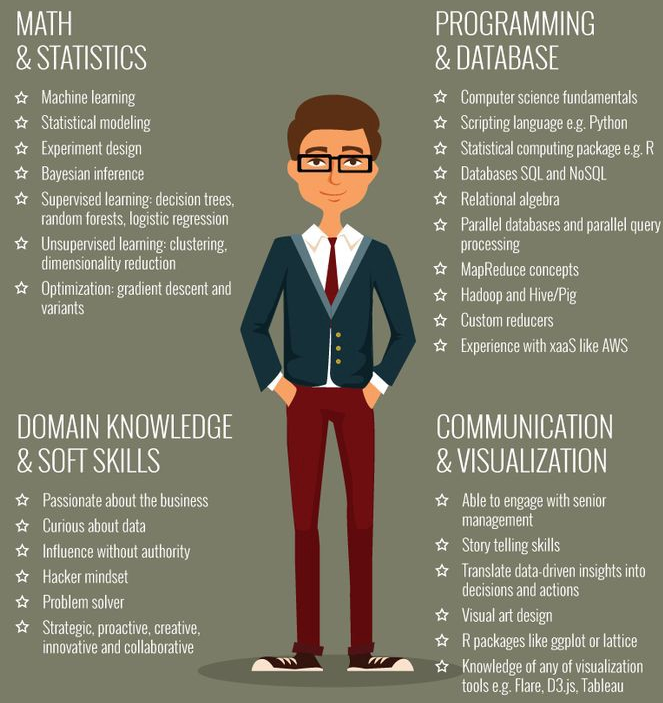 MATH
& STATISTICS
Machine learning
Statistical modeling
Experiment design
Bayesian inference
Supervised learning: decision trees,
random forests, logistic regression
Unsupervised learning: clustering,
dimensionality reduction
Optimization: gradient descent and
variants
PROGRAMMING
& DATABASE
Computer science fundamentals
Scripting language e.g. Python
Statistical computing package e.g. R
Databases SQL and NoSQL
Relational algebra
Parallel databases and parallel query
processing
MapReduce concepts
Hadoop and Hive/Pig
Custom reducers
Experience with xaaS like AWS
DOMAIN KNOWLEDGE
& SOFT SKILLS
Passionate about the business
Curious about data
Influence without authority
Hacker mindset
Problem solver
Strategic, proactive, creative,
innovative and collaborative
COMMUNICATION
& VISUALIZATION
Able to engage with senior
management
Story telling skills
Translate data-driven insights into
decisions and actions
Visual art design
R packages like ggplot or lattice
Knowledge of any of visualization
tools e.g. Flare, D3.js, Tableau